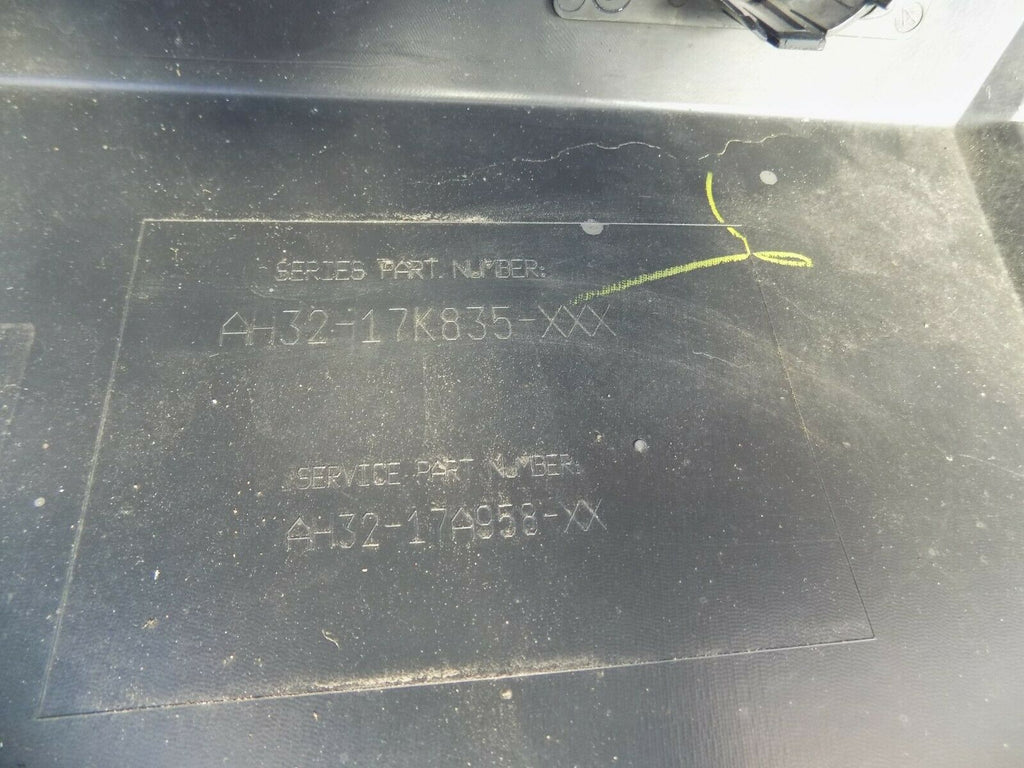 SERIES PART NUMBER:
AH32-17K835-XXX
SERVICE PART NUMBER:
AH32-17A958-XX